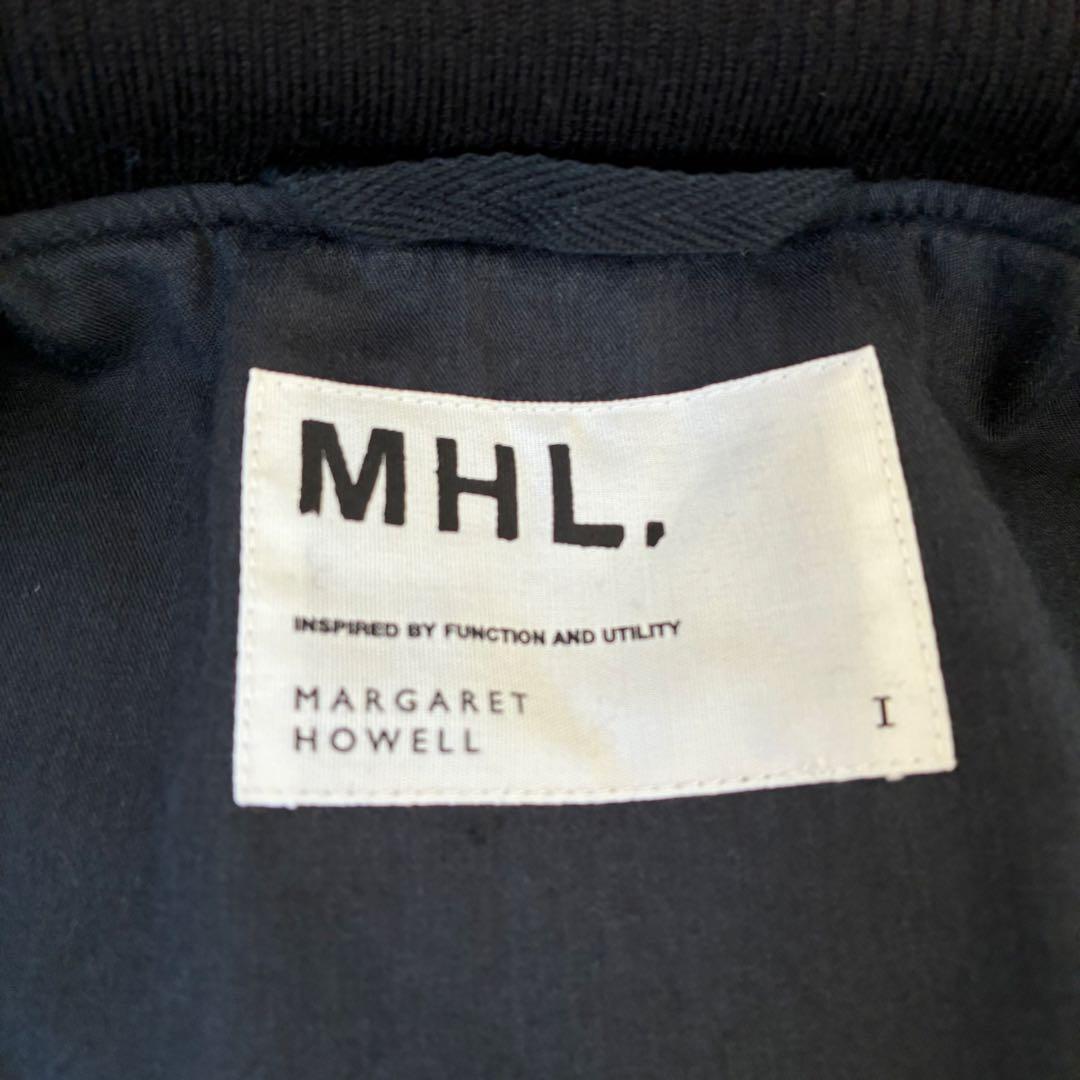 MHL.
INSPIRED BY FUNCTION AND UTILITY
MARGARET
HOWELL
I